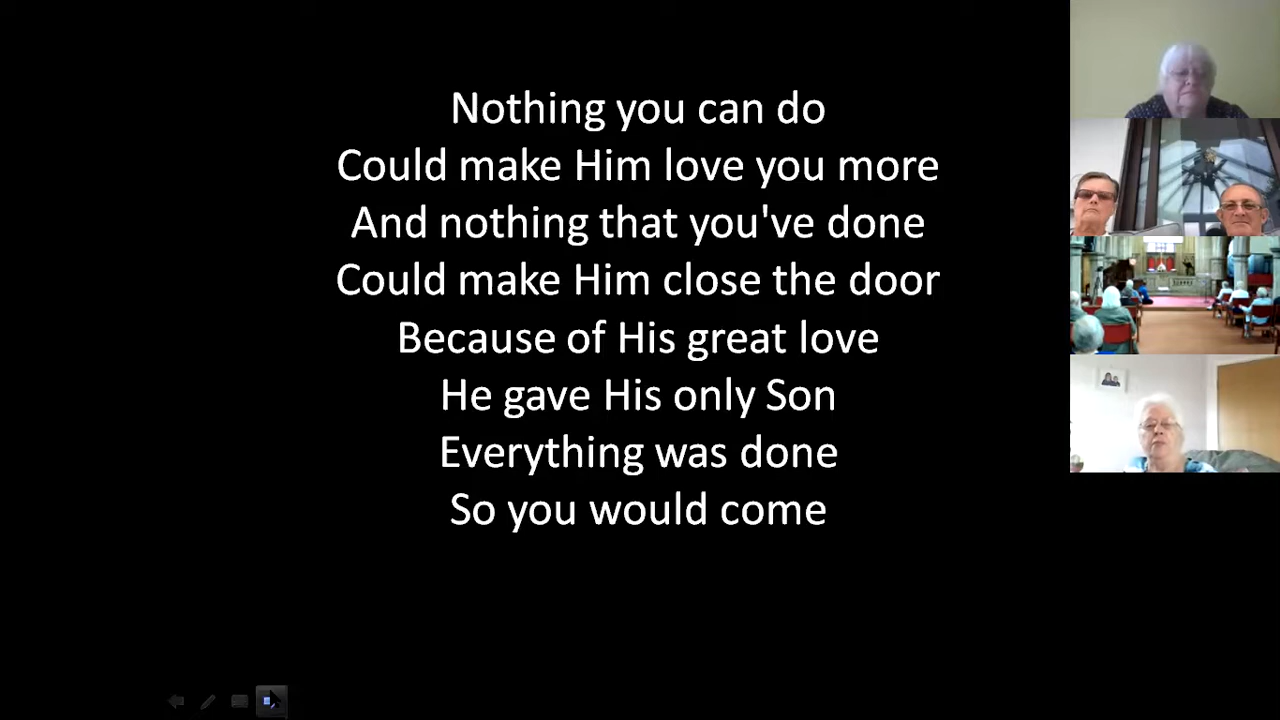 Nothing you can do
Could make Him love you more
And nothing that you've done
Could make Him close the door
Because of His great love
He gave His only Son
Everything was done
So you would come